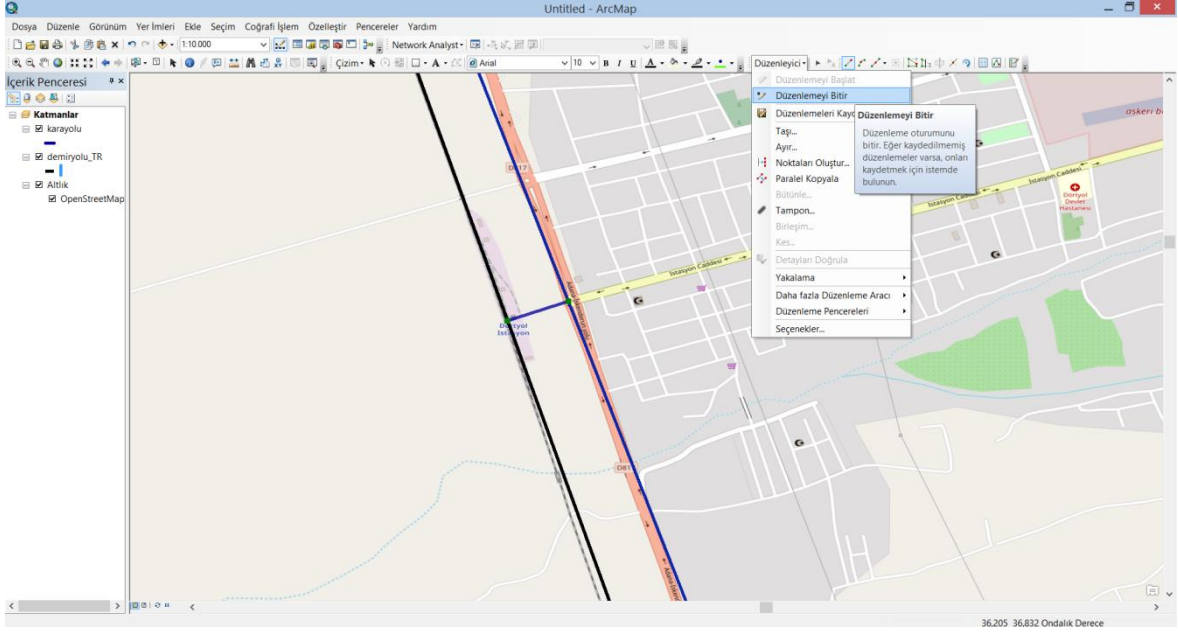 Untitled - ArcMap
Dosya Düzenle Görünüm Yer İmleri Ekle Seçim Coğrafi İşlem Özelleştir Pencereler Yardım
1:10.000 Network Analyst
Çizim A Arial 10 B I U A Düzenleyici
İçerik Penceresi
Katmanlar
karayolu
demiryolu_TR
Altlık
OpenStreetMap
Düzenlemeyi Başlat
Düzenlemeyi Bitir
Düzenlemeleri Kayd
Taşı...
Ayır...
Noktaları Oluştur...
Paralel Kopyala
Bütünle...
Tampon...
Birleşim...
Kes...
Detayları Doğrula
Yakalama
Daha fazla Düzenleme Aracı
Düzenleme Pencereleri
Seçenekler...
Düzenlemeyi Bitir
Düzenleme oturumunu
bitir. Eğer kaydedilmemiş
düzenlemeler varsa, onları
kaydetmek için istemde
bulunun.
askeri b
İstasyon Caddesi
Dörtyol
Devlet
Hastanesi
İstasyon Caddesi
İstasyon Caddesi
Dörtyol
İstasyon
D817
D81
36,205 36,832 Ondalık Derece